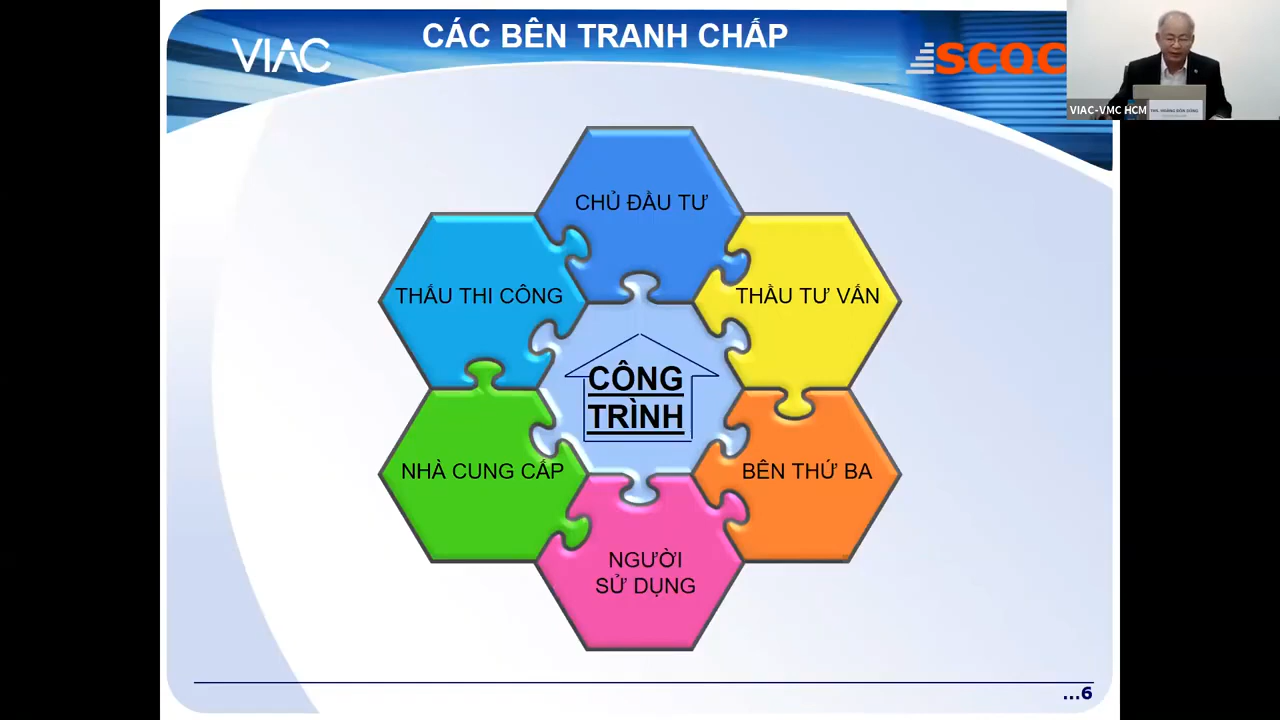 CÁC BÊN TRANH CHẤP
VIAC
scqc
VIAC-VMC HCM
CHỦ ĐẦU TƯ
THẦU THI CÔNG
THẦU TƯ VẤN
CÔNG
TRÌNH
NHÀ CUNG CẤP
BÊN THỨ BA
NGƯỜI
SỬ DỤNG
...6